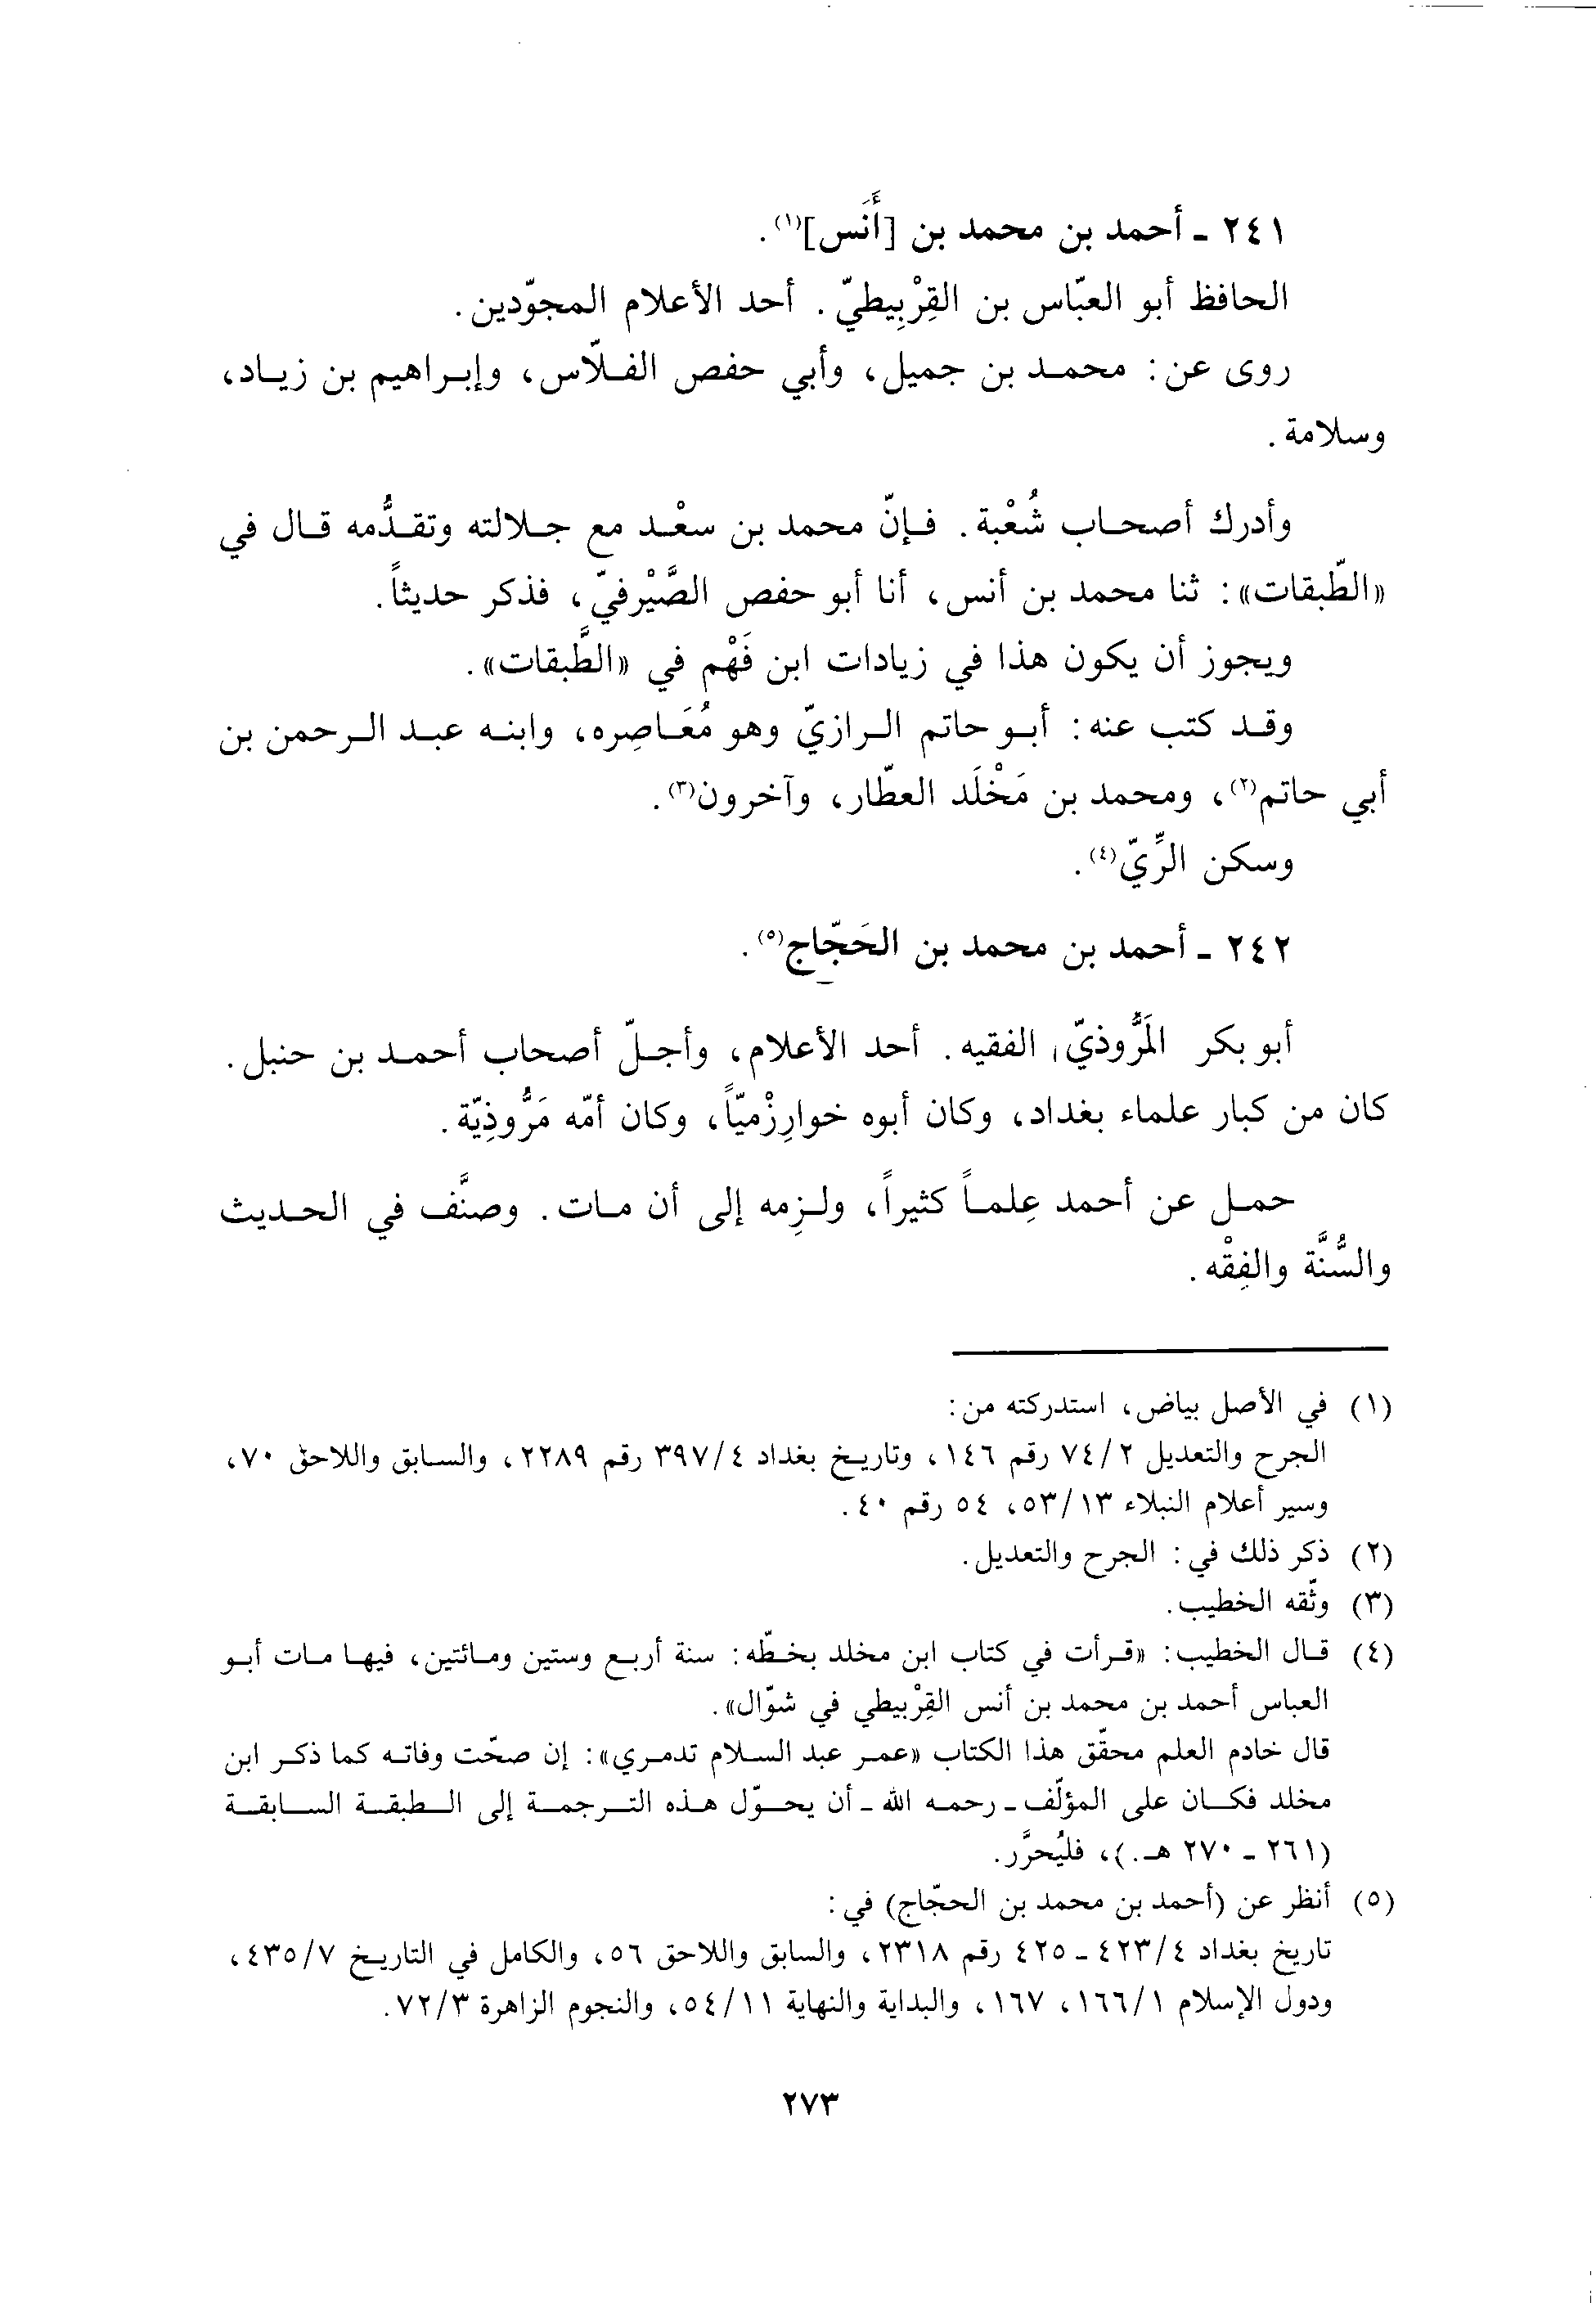 ٢٤١ - أحمد بن محمد بن [أَنَس]⁽¹⁾.
الحافظ أبو العبّاس بن القِرْبِيطيّ. أحد الأعلام المجوّدين.
روى عن: محمد بن جميل، وأبي حفص الفلّاس، وإبراهيم بن زياد،
وسلامة.
وأدرك أصحاب شُعْبة. فإنّ محمد بن سعْد مع جلالته وتقدُّمه قال في
«الطّبقات»: ثنا محمد بن أنس، أنا أبو حفص الصَّيْرفيّ، فذكر حديثاً.
ويجوز أن يكون هذا في زيادات ابن فَهْم في «الطَّبقات».
وقد كتب عنه: أبو حاتم الرازيّ وهو مُعَاصِره، وابنه عبد الرحمن بن
أبي حاتم⁽٢⁾، ومحمد بن مَخْلَد العطّار، وآخرون⁽٣⁾.
وسكن الرِّيّ⁽٤⁾.
٢٤٢ - أحمد بن محمد بن الحَجّاج⁽٥⁾.
أبو بكر المَرُّوذيّ الفقيه. أحد الأعلام، وأجلّ أصحاب أحمد بن حنبل.
كان من كبار علماء بغداد، وكان أبوه خوارِزْميّاً، وكان أمّه مَرُّوذِيّة.
حمل عن أحمد عِلماً كثيراً، ولزِمه إلى أن مات. وصنَّف في الحديث
والسُّنَّة والفِقْه.
(١) في الأصل بياض، استدركته من:
الجرح والتعديل ٧٤/٢ رقم ١٤٦، وتاريخ بغداد ٣٩٧/٤ رقم ٢٢٨٩، والسابق واللاحق ٧٠،
وسير أعلام النبلاء ٥٣/١٣، ٥٤ رقم ٤٠.
(٢) ذكر ذلك في: الجرح والتعديل.
(٣) وثّقه الخطيب.
(٤) قال الخطيب: «قرأت في كتاب ابن مخلد بخطّه: سنة أربع وستين ومائتين، فيها مات أبو
العباس أحمد بن محمد بن أنس القِرْبيطي في شوّال».
قال خادم العلم محقّق هذا الكتاب «عمر عبد السلام تدمري»: إن صحّت وفاته كما ذكر ابن
مخلد فكان على المؤلّف - رحمه الله - أن يحوّل هذه الترجمة إلى الطبقة السابقة
(٢٦١ - ٢٧٠ هـ.)، فليُحرَّر.
(٥) أنظر عن (أحمد بن محمد بن الحجّاج) في:
تاريخ بغداد ٤٢٣/٤ - ٤٢٥ رقم ٢٣١٨، والسابق واللاحق ٥٦، والكامل في التاريخ ٤٣٥/٧،
ودول الإسلام ١٦٦/١، ١٦٧، والبداية والنهاية ٥٤/١١، والنجوم الزاهرة ٧٢/٣.
٢٧٣